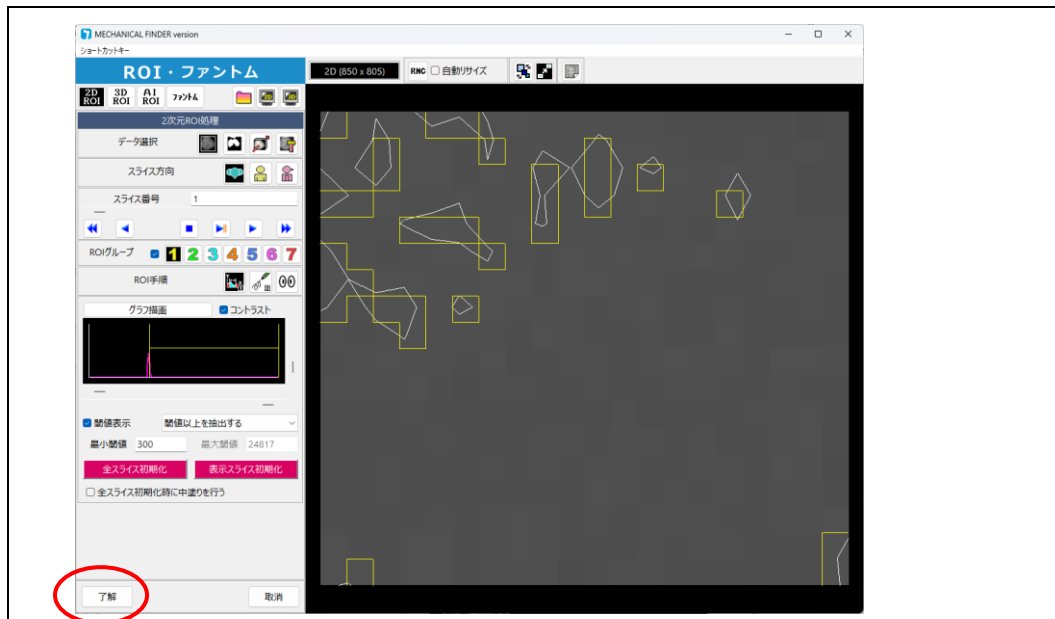 MECHANICAL FINDER version
ショートカットキー
ROI・ファントム
2D (850 x 805)
RHC
自動リサイズ
2D ROI
3D ROI
AI ROI
ファントム
2次元ROI処理
データ選択
スライス方向
スライス番号 1
ROIグループ 1 2 3 4 5 6 7
ROI手順
グラフ描画
コントラスト
閾値表示
閾値以上を抽出する
最小閾値 300
最大閾値 24817
全スライス初期化
表示スライス初期化
全スライス初期化時に中塗りを行う
了解
取消